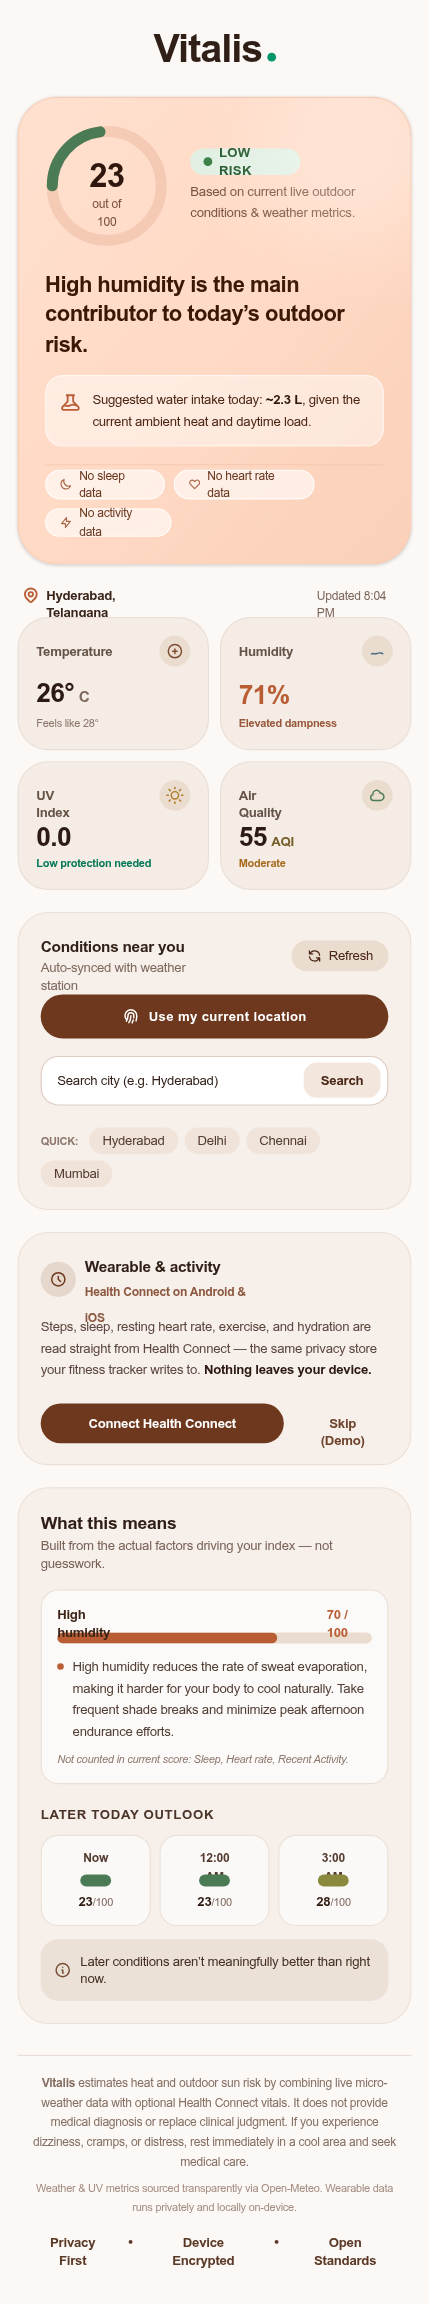 Vitalis.
23
out of
100
LOW
RISK
Based on current live outdoor
conditions & weather metrics.
High humidity is the main
contributor to today’s outdoor
risk.
Suggested water intake today: ~2.3 L, given the
current ambient heat and daytime load.
No sleep
data
No heart rate
data
No activity
data
Hyderabad,
Telangana
Updated 8:04
PM
Temperature
26° C
Feels like 28°
Humidity
71%
Elevated dampness
UV
Index
0.0
Low protection needed
Air
Quality
55 AQI
Moderate
Conditions near you
Auto-synced with weather
station
Refresh
Use my current location
Search city (e.g. Hyderabad)
Search
QUICK:
Hyderabad
Delhi
Chennai
Mumbai
Wearable & activity
Health Connect on Android &
iOS
Steps, sleep, resting heart rate, exercise, and hydration are
read straight from Health Connect — the same privacy store
your fitness tracker writes to. Nothing leaves your device.
Connect Health Connect
Skip
(Demo)
What this means
Built from the actual factors driving your index — not
guesswork.
High
humidity
70 /
100
High humidity reduces the rate of sweat evaporation,
making it harder for your body to cool naturally. Take
frequent shade breaks and minimize peak afternoon
endurance efforts.
Not counted in current score: Sleep, Heart rate, Recent Activity.
LATER TODAY OUTLOOK
Now
23/100
12:00
AM
23/100
3:00
AM
28/100
Later conditions aren’t meaningfully better than right
now.
Vitalis estimates heat and outdoor sun risk by combining live micro-
weather data with optional Health Connect vitals. It does not provide
medical diagnosis or replace clinical judgment. If you experience
dizziness, cramps, or distress, rest immediately in a cool area and seek
medical care.
Weather & UV metrics sourced transparently via Open-Meteo. Wearable data
runs privately and locally on-device.
Privacy
First
•
Device
Encrypted
•
Open
Standards